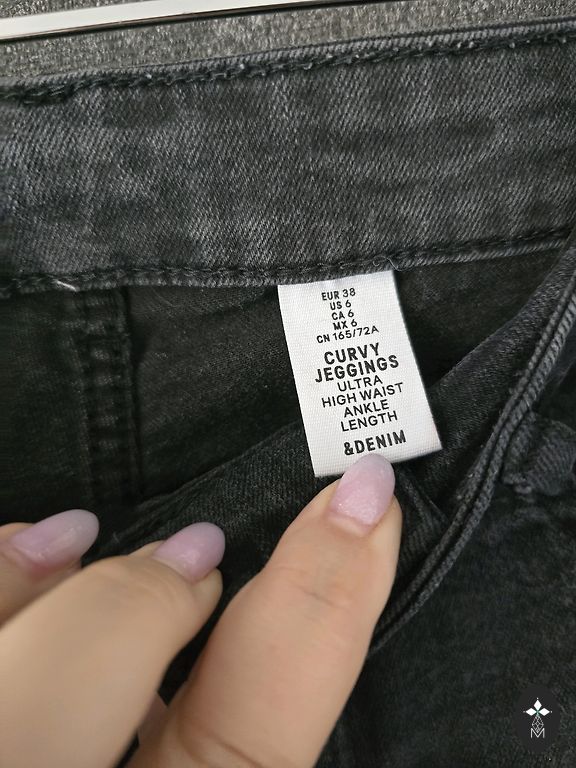 EUR 38
US 6
CA 6
MX 6
CN 165/72A
CURVY
JEGGINGS
ULTRA
HIGH WAIST
ANKLE
LENGTH
&DENIM
M